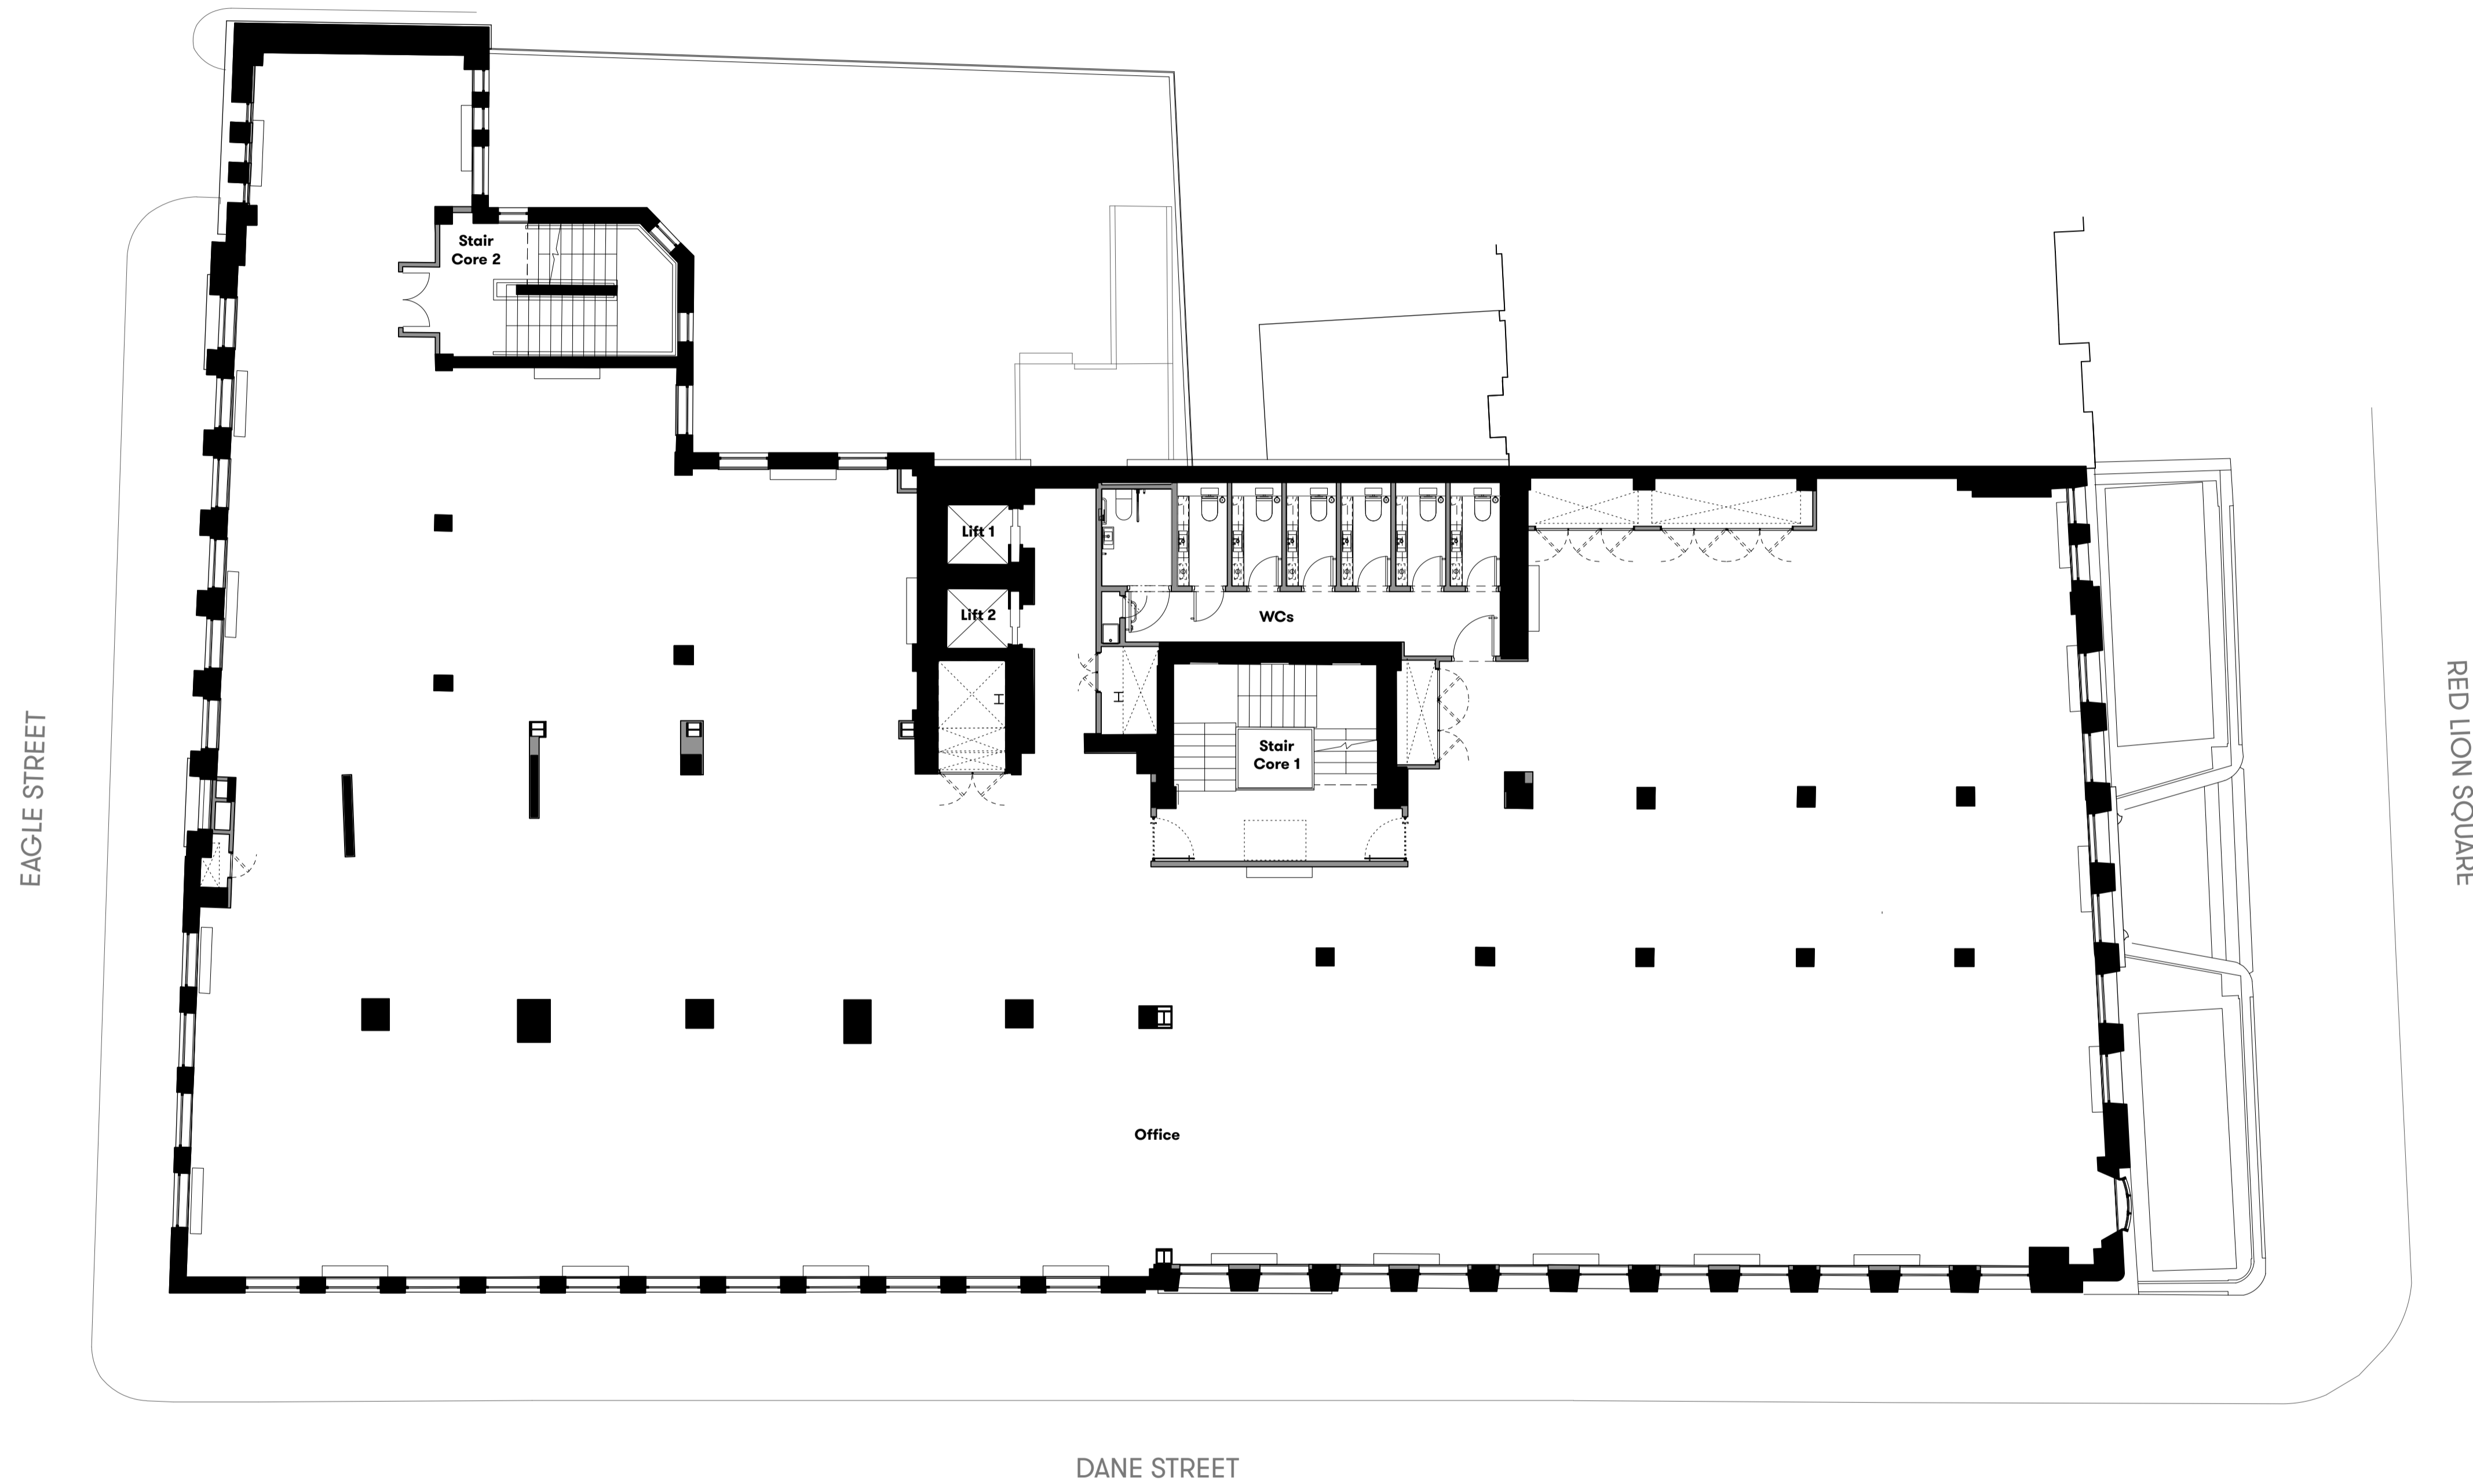 Stair
Core 2
Lift 1
Lift 2
WCs
Stair
Core 1
Office
EAGLE STREET
RED LION SQUARE
DANE STREET